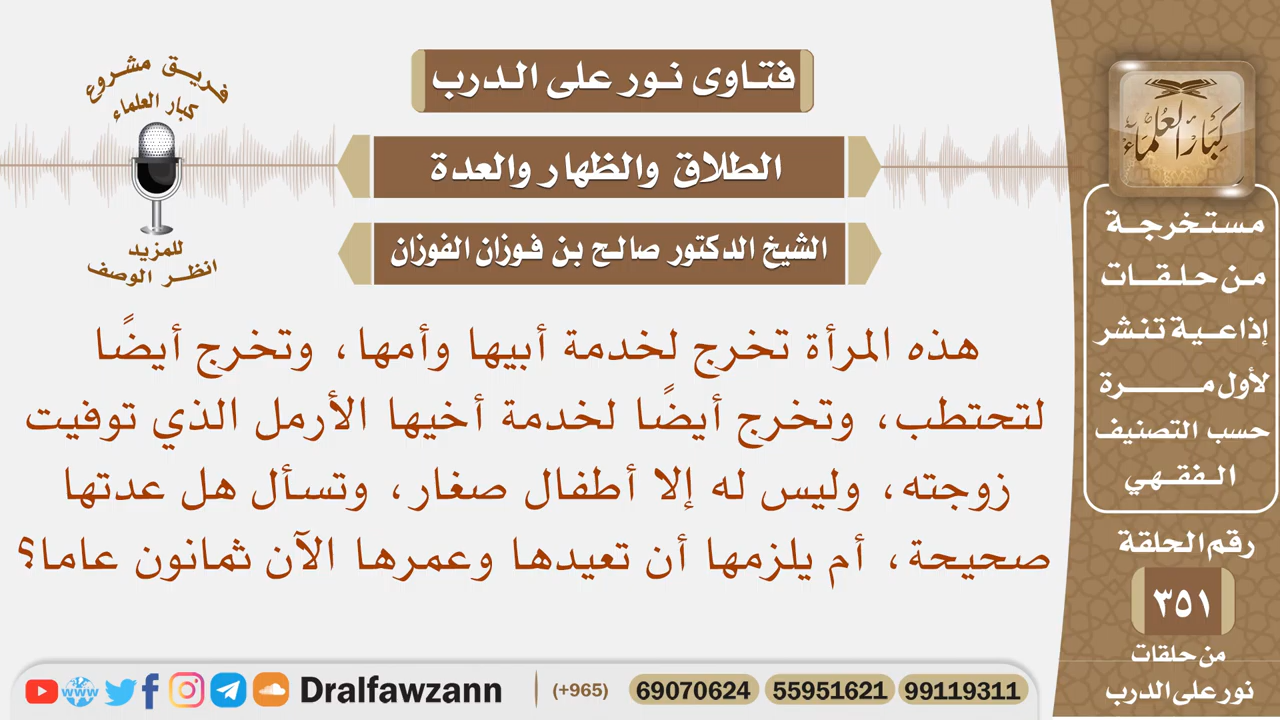 فتاوى نور على الدرب
الطلاق والظهار والعدة
الشيخ الدكتور صالح بن فوزان الفوزان
فريق مشروع
كبار العلماء
للمزيد
انظر الوصف
هذه المرأة تخرج لخدمة أبيها وأمها، وتخرج أيضًا
لتحتطب، وتخرج أيضًا لخدمة أخيها الأرمل الذي توفيت
زوجته، وليس له إلا أطفال صغار، وتسأل هل عدتها
صحيحة، أم يلزمها أن تعيدها وعمرها الآن ثمانون عاما؟
كبار العلماء
مستخرجة
من حلقات
إذاعية تنشر
لأول مرة
حسب التصنيف
الفقهي
رقم الحلقة
٣٥١
من حلقات
نور على الدرب
www
Dralfawzann
(+965) 69070624 55951621 99119311